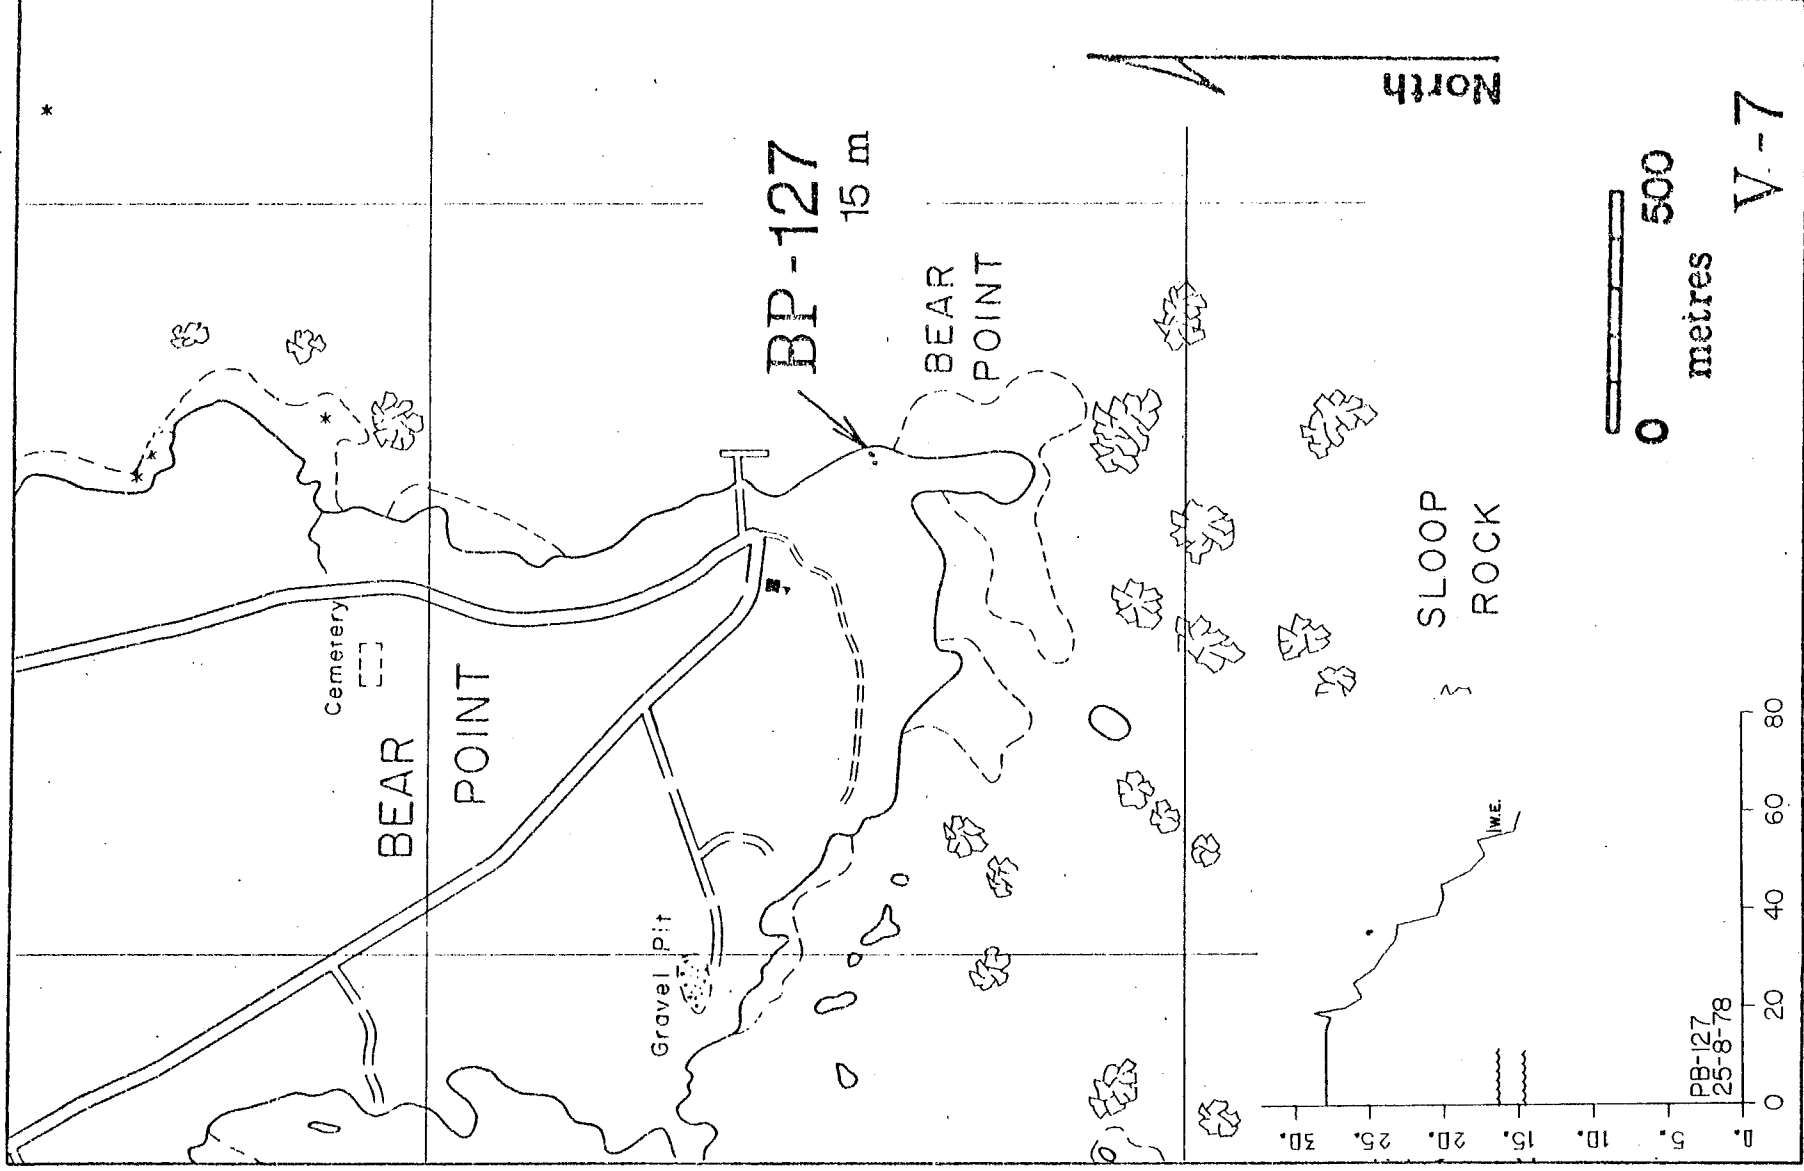 North
BP-127
15 m
BEAR
POINT
Cemetery
BEAR
POINT
Gravel Pit
SLOOP
ROCK
0 500
metres
V-7
W.E.
PB-127
25-8-78
30. 25. 20. 15. 10. 5. 0.
0 20 40 60 80